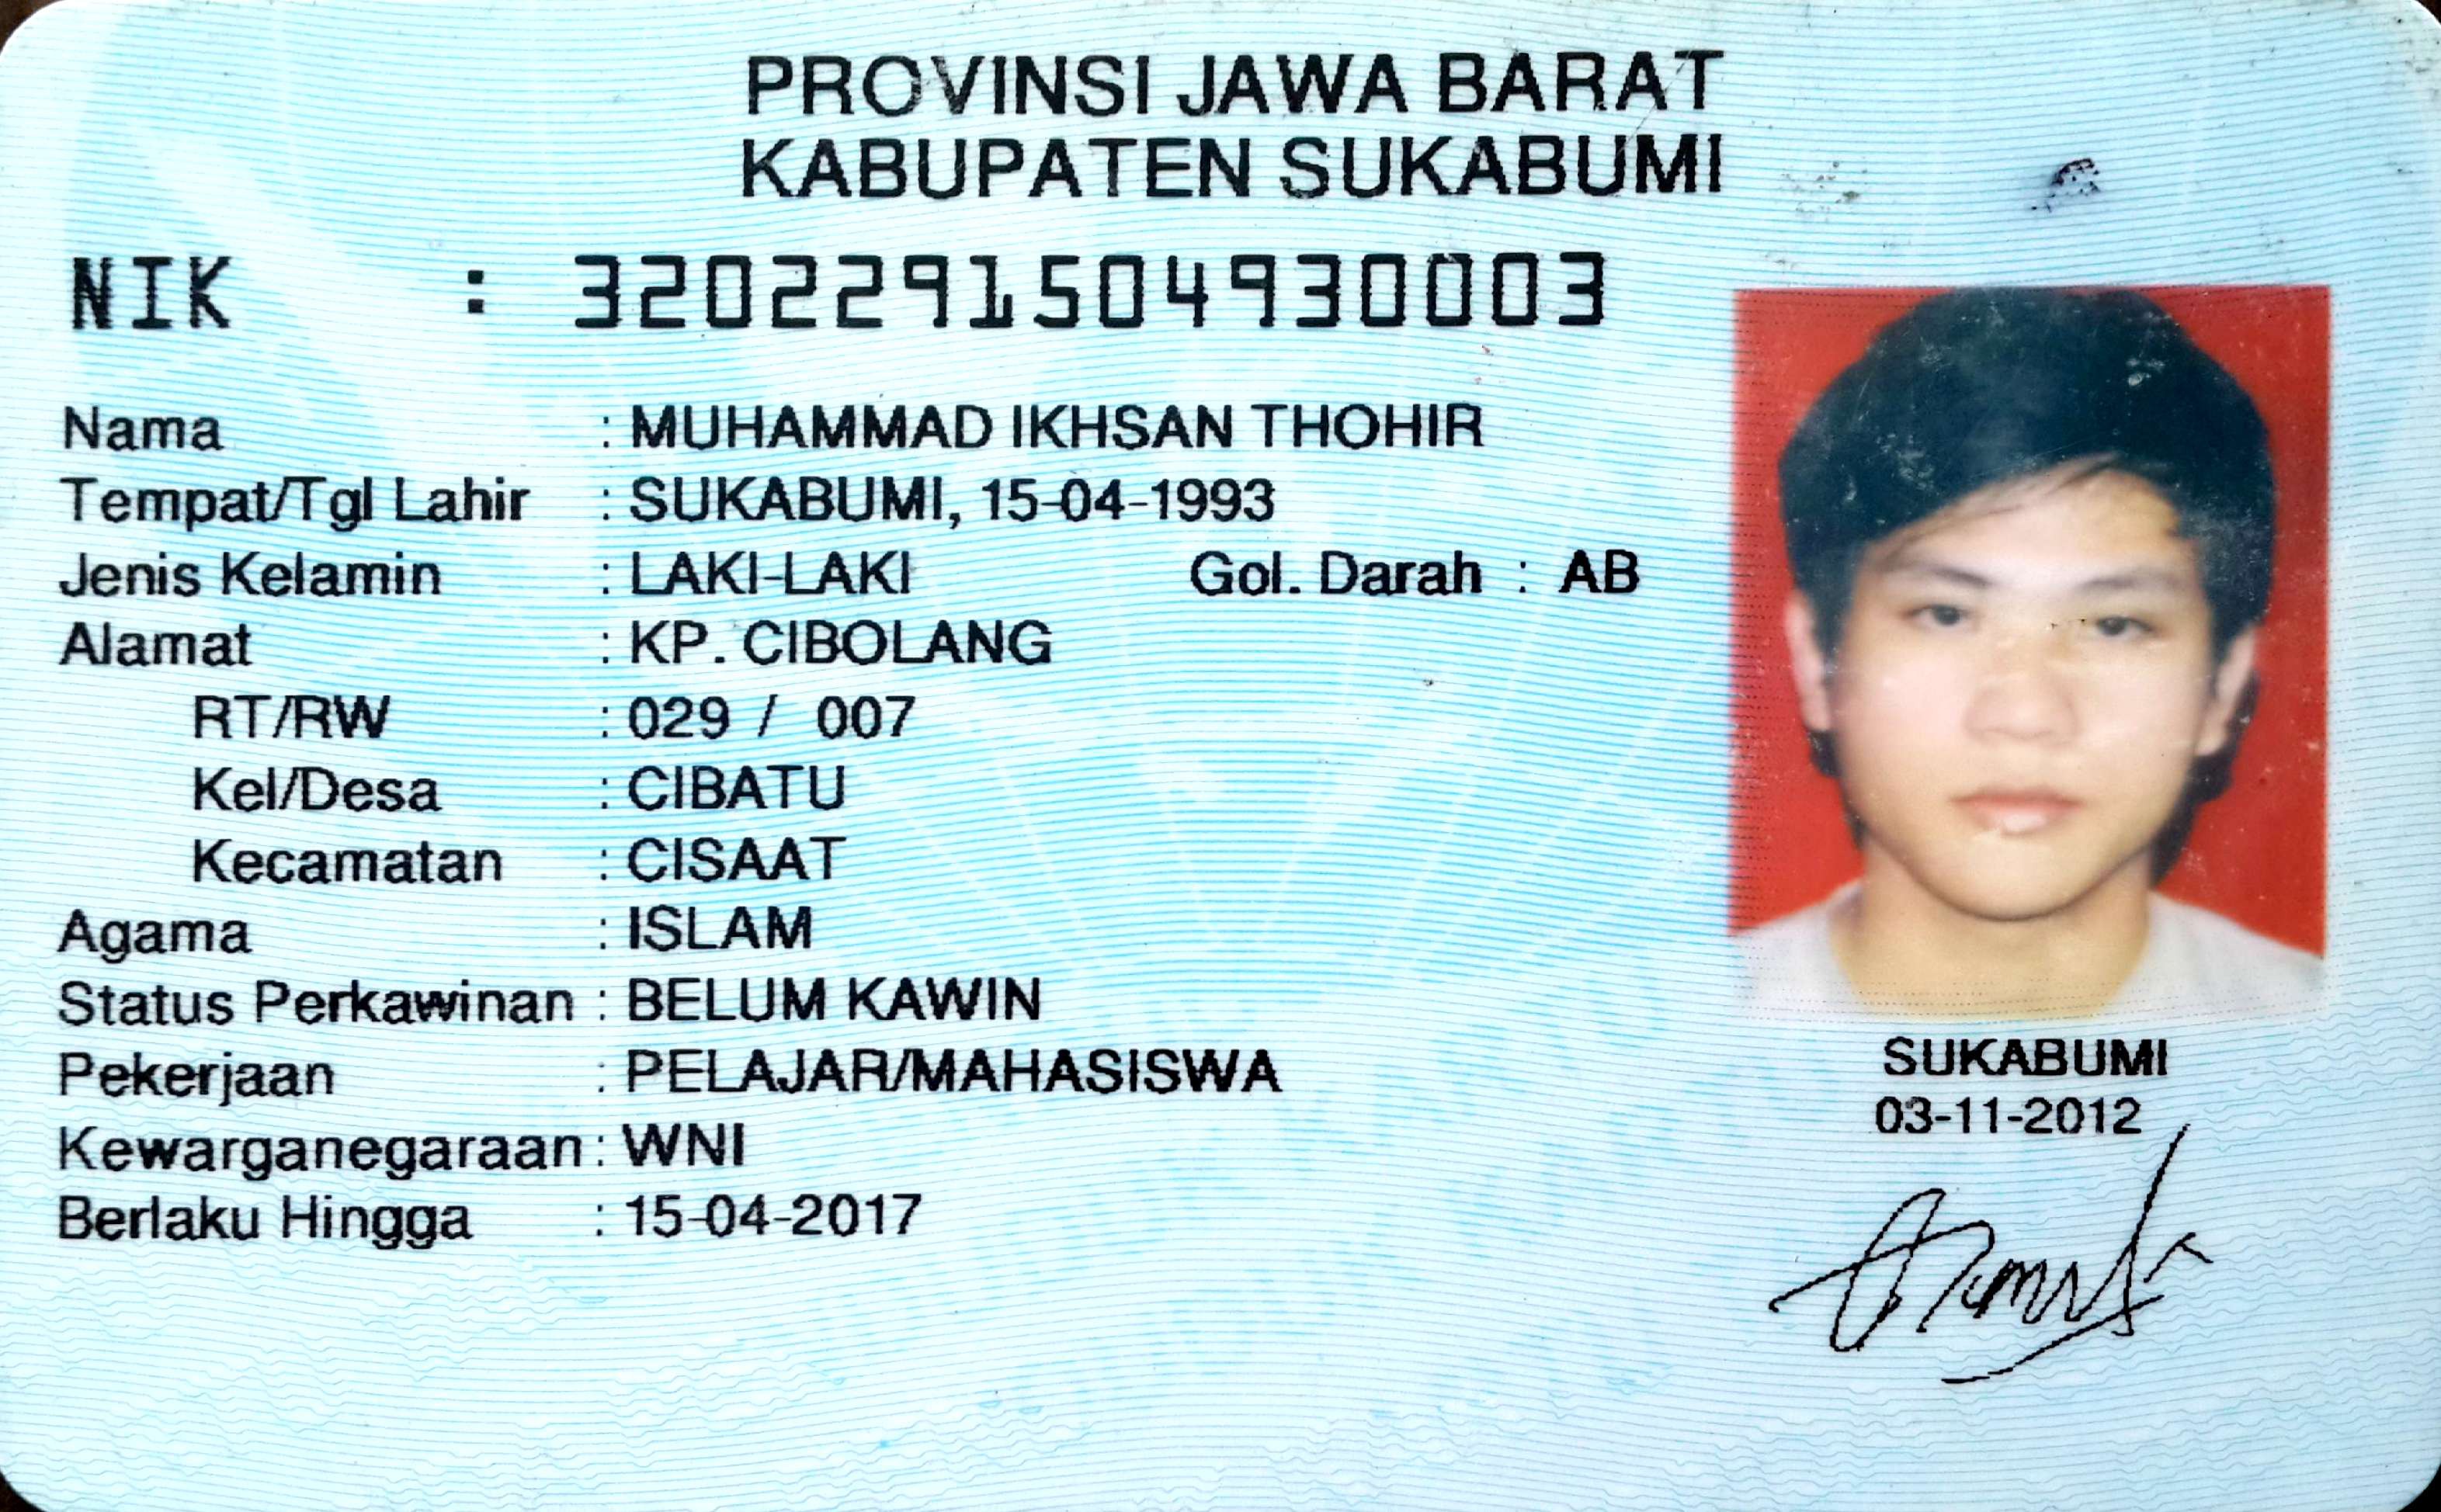 PROVINSI JAWA BARAT
KABUPATEN SUKABUMI
NIK : 3202291504930003
Nama : MUHAMMAD IKHSAN THOHIR
Tempat/Tgl Lahir : SUKABUMI, 15-04-1993
Jenis Kelamin : LAKI-LAKI Gol. Darah : AB
Alamat : KP. CIBOLANG
RT/RW : 029 / 007
Kel/Desa : CIBATU
Kecamatan : CISAAT
Agama : ISLAM
Status Perkawinan : BELUM KAWIN
Pekerjaan : PELAJAR/MAHASISWA
Kewarganegaraan : WNI
Berlaku Hingga : 15-04-2017
SUKABUMI
03-11-2012